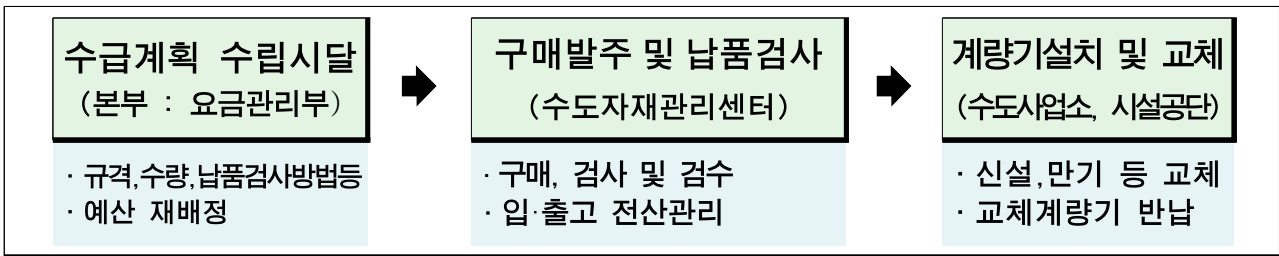 수급계획 수립시달
(본부 : 요금관리부)
· 규격,수량,납품검사방법등
· 예산 재배정
구매발주 및 납품검사
(수도자재관리센터)
· 구매, 검사 및 검수
· 입·출고 전산관리
계량기설치 및 교체
(수도사업소, 시설공단)
· 신설,만기 등 교체
· 교체계량기 반납